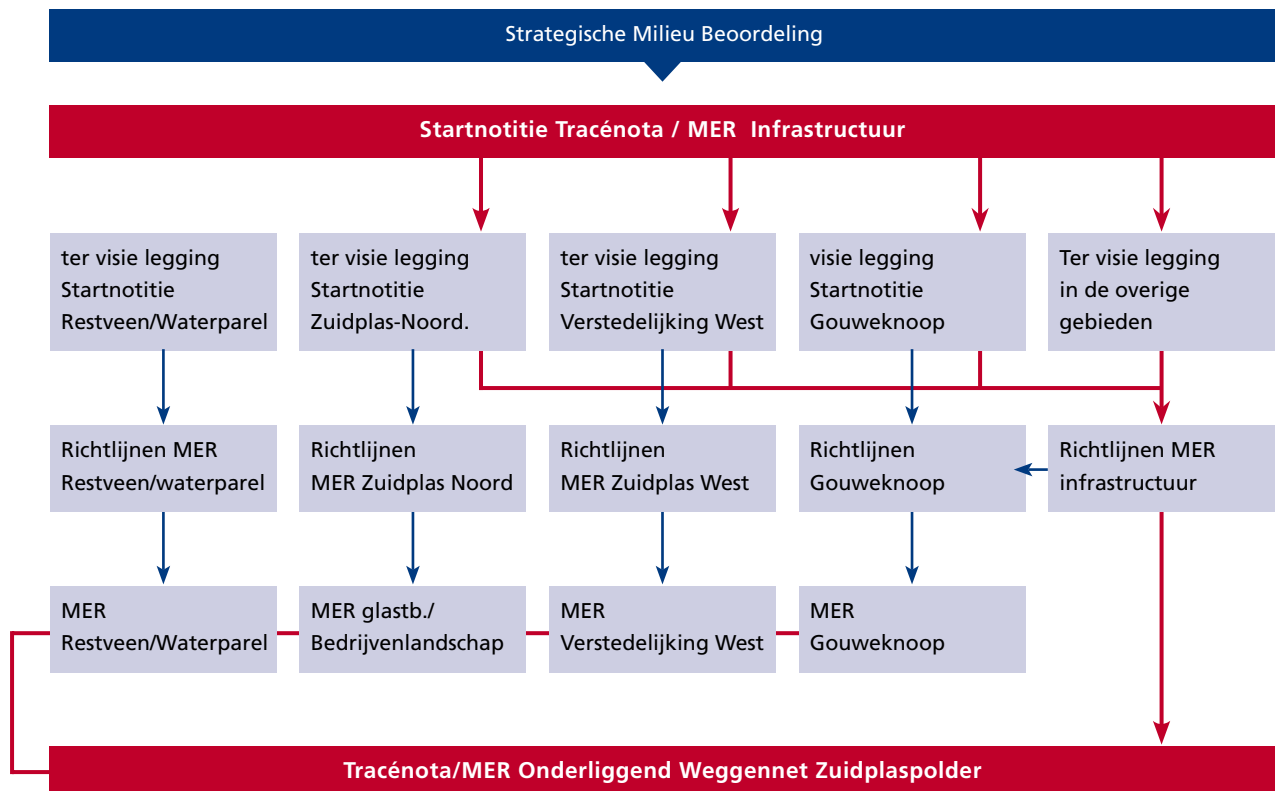 Strategische Milieu Beoordeling
Startnotitie Tracénota / MER Infrastructuur
ter visie legging
Startnotitie
Restveen/Waterparel
ter visie legging
Startnotitie
Zuidplas-Noord.
ter visie legging
Startnotitie
Verstedelijking West
visie legging
Startnotitie
Gouweknoop
Ter visie legging
in de overige
gebieden
Richtlijnen MER
Restveen/waterparel
Richtlijnen
MER Zuidplas Noord
Richtlijnen
MER Zuidplas West
Richtlijnen
Gouweknoop
Richtlijnen MER
infrastructuur
MER
Restveen/Waterparel
MER glastb./
Bedrijvenlandschap
MER
Verstedelijking West
MER
Gouweknoop
Tracénota/MER Onderliggend Weggennet Zuidplaspolder